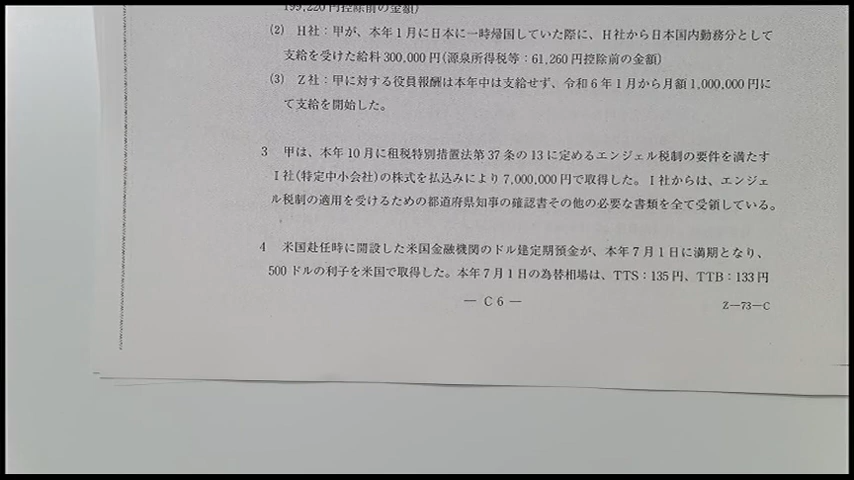 199,220円控除前の金額)
(2) H社：甲が、本年1月に日本に一時帰国していた際に、H社から日本国内勤務分として
支給を受けた給料300,000円(源泉所得税等：61,260円控除前の金額)
(3) Z社：甲に対する役員報酬は本年中は支給せず、令和6年1月から月額1,000,000円に
て支給を開始した。
3 甲は、本年10月に租税特別措置法第37条の13に定めるエンジェル税制の要件を満たす
I社(特定中小会社)の株式を払込みにより7,000,000円で取得した。I社からは、エンジェ
ル税制の適用を受けるための都道府県知事の確認書その他の必要な書類を全て受領している。
4 米国赴任時に開設した米国金融機関のドル建定期預金が、本年7月1日に満期となり、
500ドルの利子を米国で取得した。本年7月1日の為替相場は、TTS：135円、TTB：133円
— C6 —
Z—73—C